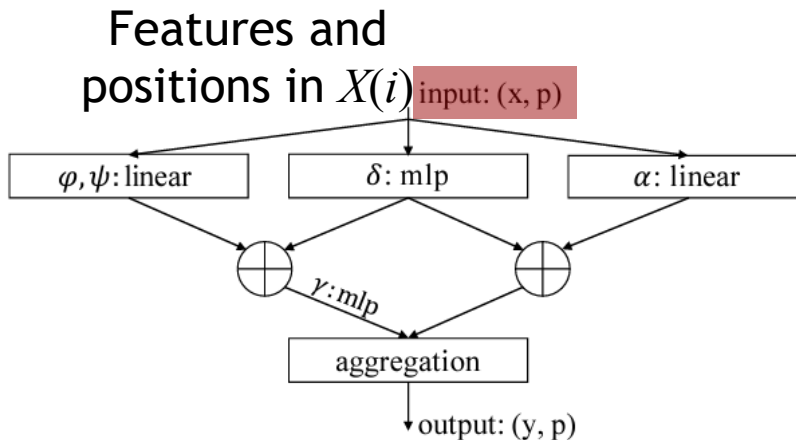 Features and
positions in X(i)
input: (x, p)
φ, ψ: linear
δ: mlp
α: linear
γ: mlp
aggregation
output: (y, p)